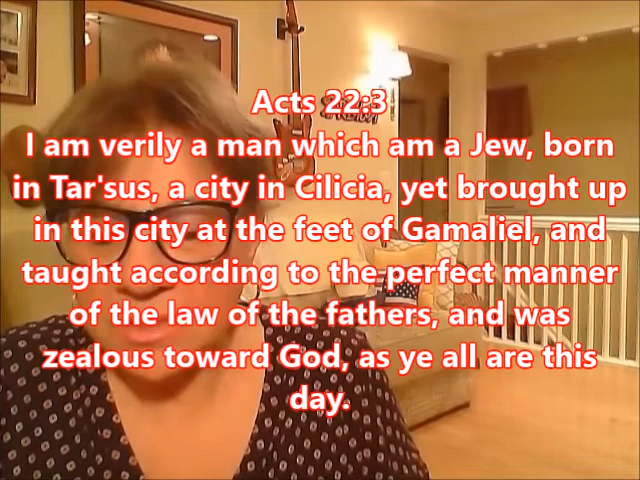 Acts 22:3
I am verily a man which am a Jew, born
in Tar'sus, a city in Cilicia, yet brought up
in this city at the feet of Gamaliel, and
taught according to the perfect manner
of the law of the fathers, and was
zealous toward God, as ye all are this
day.